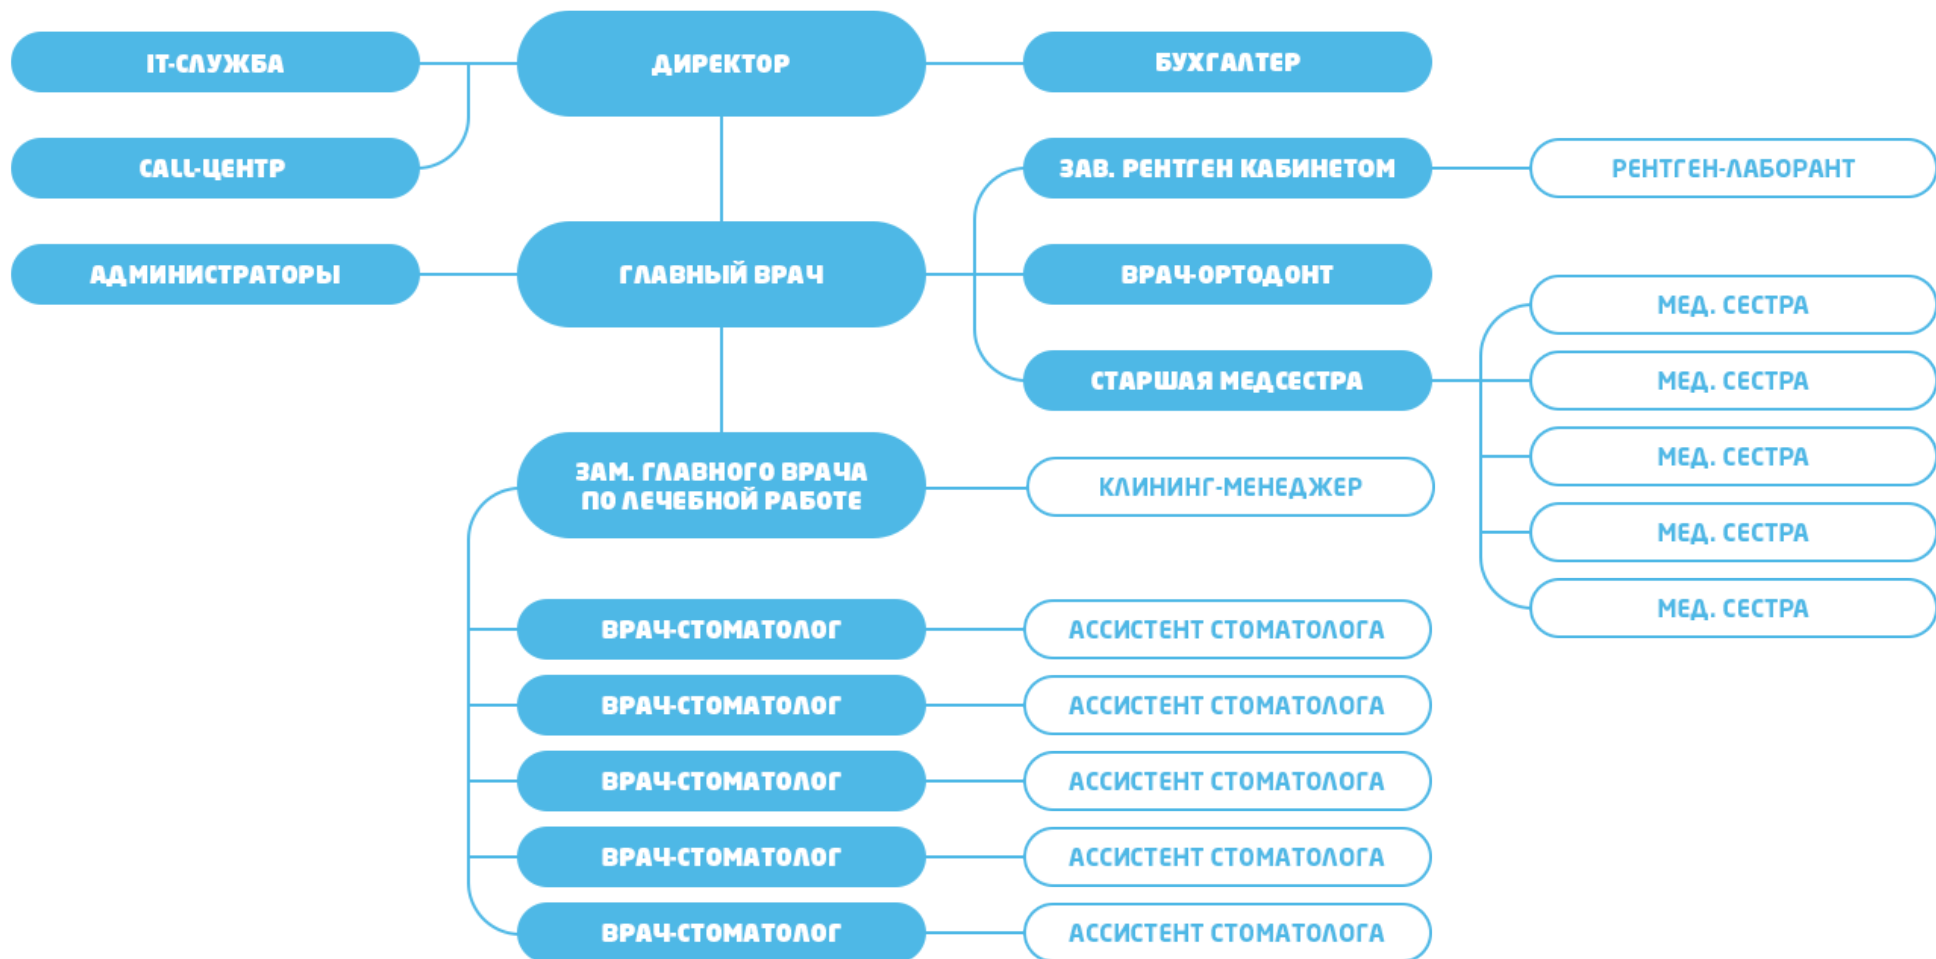 IT-СЛУЖБА
ДИРЕКТОР
БУХГАЛТЕР
CALL-ЦЕНТР
ЗАВ. РЕНТГЕН КАБИНЕТОМ
РЕНТГЕН-ЛАБОРАНТ
АДМИНИСТРАТОРЫ
ГЛАВНЫЙ ВРАЧ
ВРАЧ-ОРТОДОНТ
МЕД. СЕСТРА
СТАРШАЯ МЕДСЕСТРА
МЕД. СЕСТРА
МЕД. СЕСТРА
МЕД. СЕСТРА
МЕД. СЕСТРА
ЗАМ. ГЛАВНОГО ВРАЧА
ПО ЛЕЧЕБНОЙ РАБОТЕ
КЛИНИНГ-МЕНЕДЖЕР
ВРАЧ-СТОМАТОЛОГ
АССИСТЕНТ СТОМАТОЛОГА
ВРАЧ-СТОМАТОЛОГ
АССИСТЕНТ СТОМАТОЛОГА
ВРАЧ-СТОМАТОЛОГ
АССИСТЕНТ СТОМАТОЛОГА
ВРАЧ-СТОМАТОЛОГ
АССИСТЕНТ СТОМАТОЛОГА
ВРАЧ-СТОМАТОЛОГ
АССИСТЕНТ СТОМАТОЛОГА